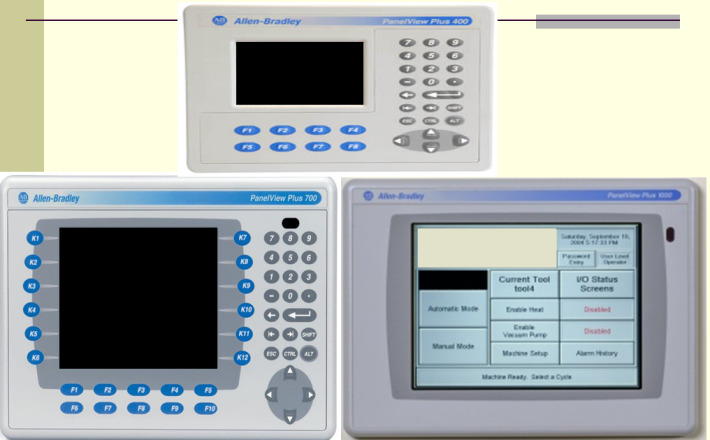 AB Allen-Bradley PanelView Plus 400
7 8 9
4 5 6
1 2 3
- 0 .
ESC CTRL ALT
SHIFT
F1 F2 F3 F4
F5 F6 F7 F8
AB Allen-Bradley PanelView Plus 700
K1 K7 7 8 9
K2 K8 4 5 6
K3 K9 1 2 3
K4 K10 - 0 .
K5 K11 SHIFT
K6 K12 ESC CTRL ALT
F1 F2 F3 F4 F5
F6 F7 F8 F9 F10
AB Allen-Bradley PanelView Plus 1000
Saturday, September 18,
2004 5:17:33 PM
Password
Entry
User Level
Operator
Current Tool
tool4
I/O Status
Screens
Automatic Mode
Enable Heat
Disabled
Enable
Vacuum Pump
Disabled
Manual Mode
Machine Setup
Alarm History
Machine Ready. Select a Cycle